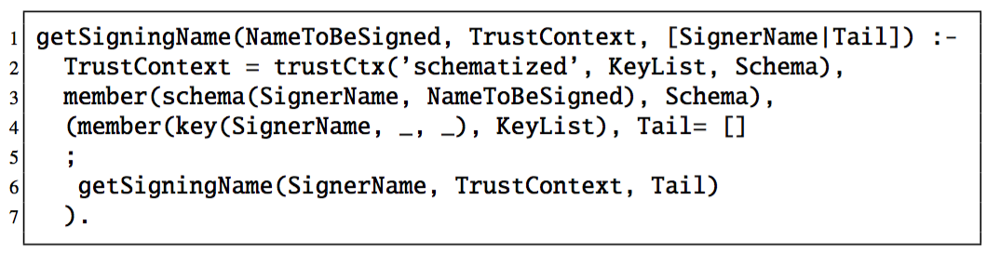 1 getSigningName(NameToBeSigned, TrustContext, [SignerName|Tail]) :-
2 TrustContext = trustCtx('schematized', KeyList, Schema),
3 member(schema(SignerName, NameToBeSigned), Schema),
4 (member(key(SignerName, _, _), KeyList), Tail= []
5 ;
6 getSigningName(SignerName, TrustContext, Tail)
7 ).